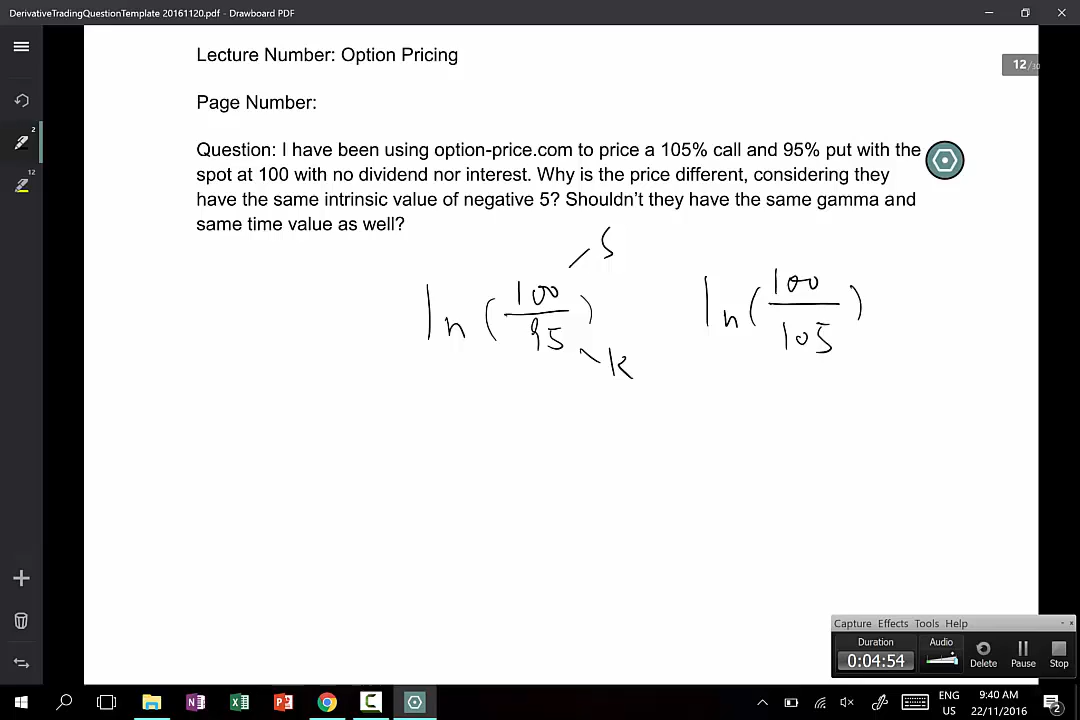 DerivativeTradingQuestionTemplate 20161120.pdf - Drawboard PDF
Lecture Number: Option Pricing
12/30
Page Number:
Question: I have been using option-price.com to price a 105% call and 95% put with the
spot at 100 with no dividend nor interest. Why is the price different, considering they
have the same intrinsic value of negative 5? Shouldn't they have the same gamma and
same time value as well?
2
12
S
ln(100/95)
K
ln(100/105)
Capture Effects Tools Help
Duration Audio
0:04:54 Delete Pause Stop
ENG 9:40 AM
US 22/11/2016 2